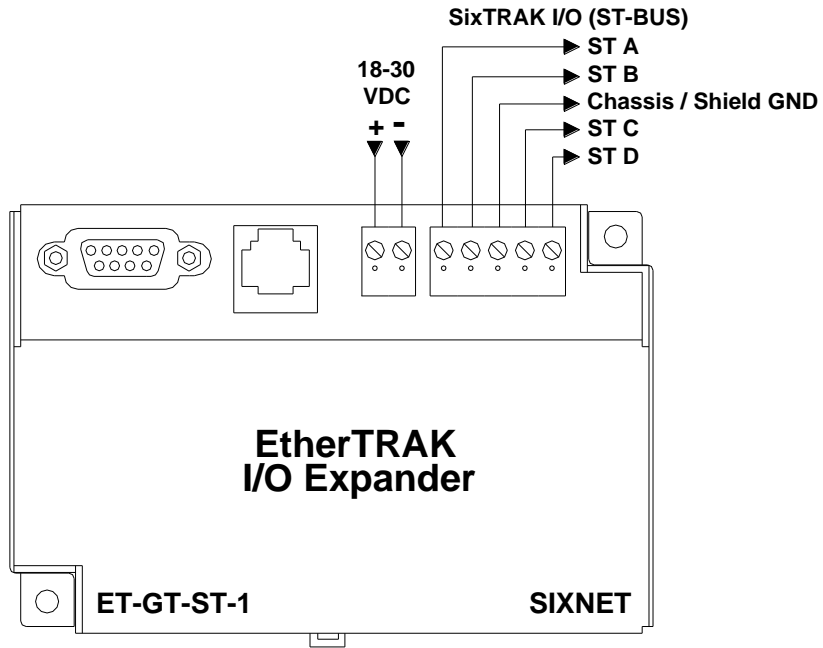 SixTRAK I/O (ST-BUS)
ST A
ST B
Chassis / Shield GND
ST C
ST D
18-30
VDC
+ -
EtherTRAK
I/O Expander
ET-GT-ST-1
SIXNET